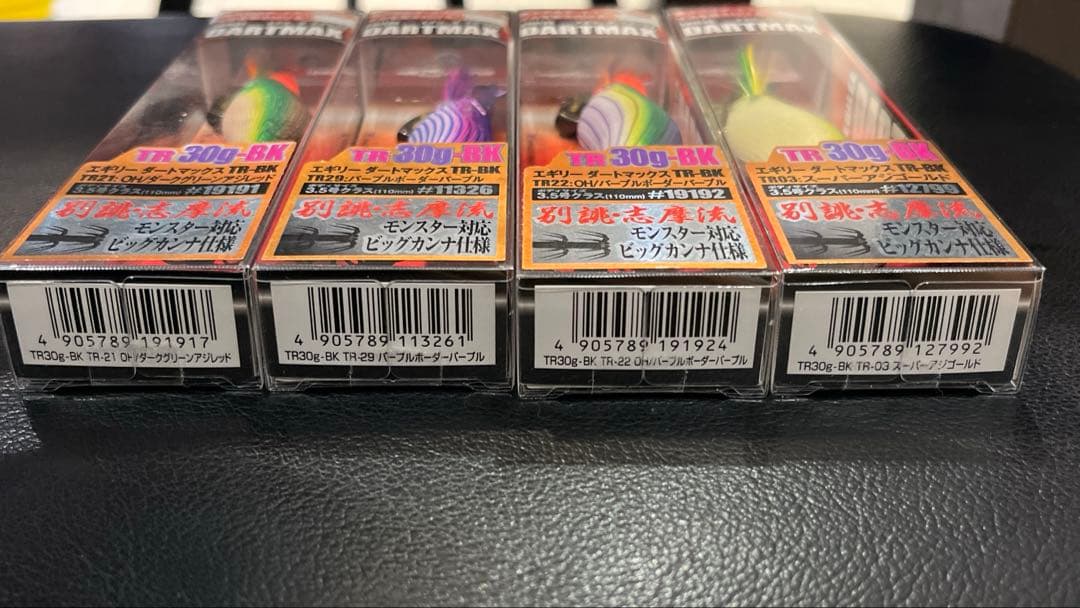 DARTMAX
TR 30g-BK
エギリー ダートマックス TR-BK
TR21:OH/ダークグリーンアジレッド
3.5号クラス(110mm) #19191
別誂・志摩流
モンスター対応
ビッグカンナ仕様
4 905789 191917
TR30g-BK TR-21 OH/ダークグリーンアジレッド
DARTMAX
TR 30g-BK
エギリー ダートマックス TR-BK
TR29:パープルボーダーパープル
3.5号クラス(110mm) #11326
別誂・志摩流
モンスター対応
ビッグカンナ仕様
4 905789 113261
TR30g-BK TR-29 パープルボーダーパープル
DARTMAX
TR 30g-BK
エギリー ダートマックス TR-BK
TR22:OH/パープルボーダーパープル
3.5号クラス(110mm) #19192
別誂・志摩流
モンスター対応
ビッグカンナ仕様
4 905789 191924
TR30g-BK TR-22 OH/パープルボーダーパープル
DARTMAX
TR 30g-BK
エギリー ダートマックス TR-BK
TR03:スーパーアジゴールド
3.5号クラス(110mm) #12799
別誂・志摩流
モンスター対応
ビッグカンナ仕様
4 905789 127992
TR30g-BK TR-03 スーパーアジゴールド